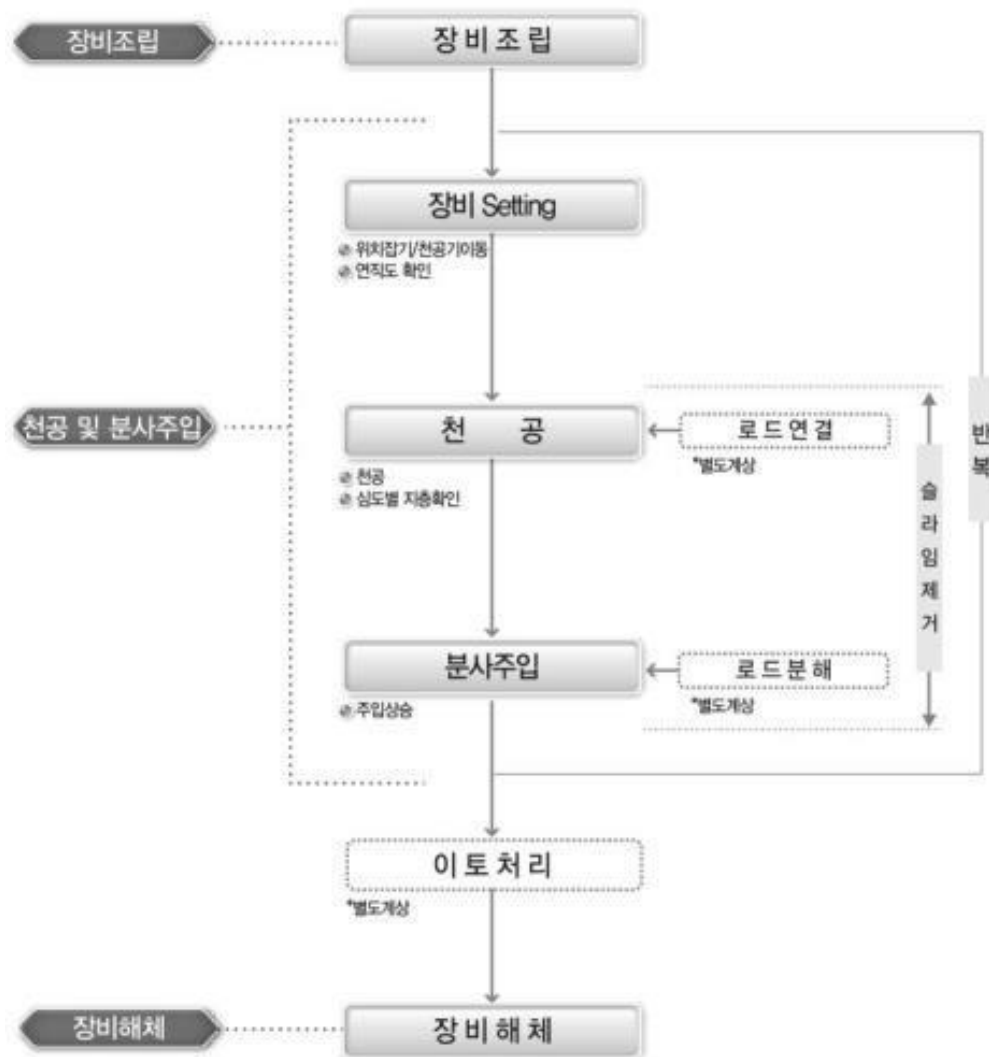 장비조립
장비조립
장비 Setting
위치잡기/천공기이동
연직도 확인
천공 및 분사주입
천 공
천공
심도별 지층확인
로드연결
*별도계상
분사주입
주입상승
로드분해
*별도계상
슬라임제거
반복
이토처리
*별도계상
장비해체
장비해체